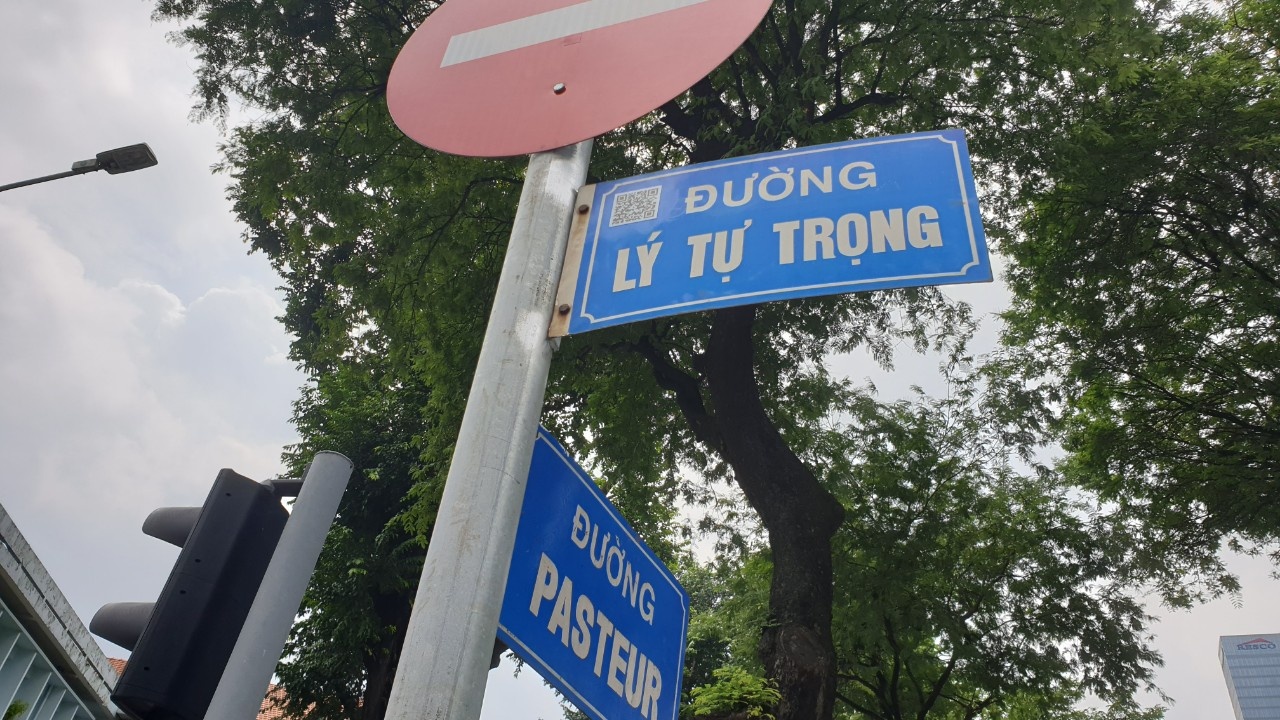 ĐƯỜNG
LÝ TỰ TRỌNG
ĐƯỜNG
PASTEUR